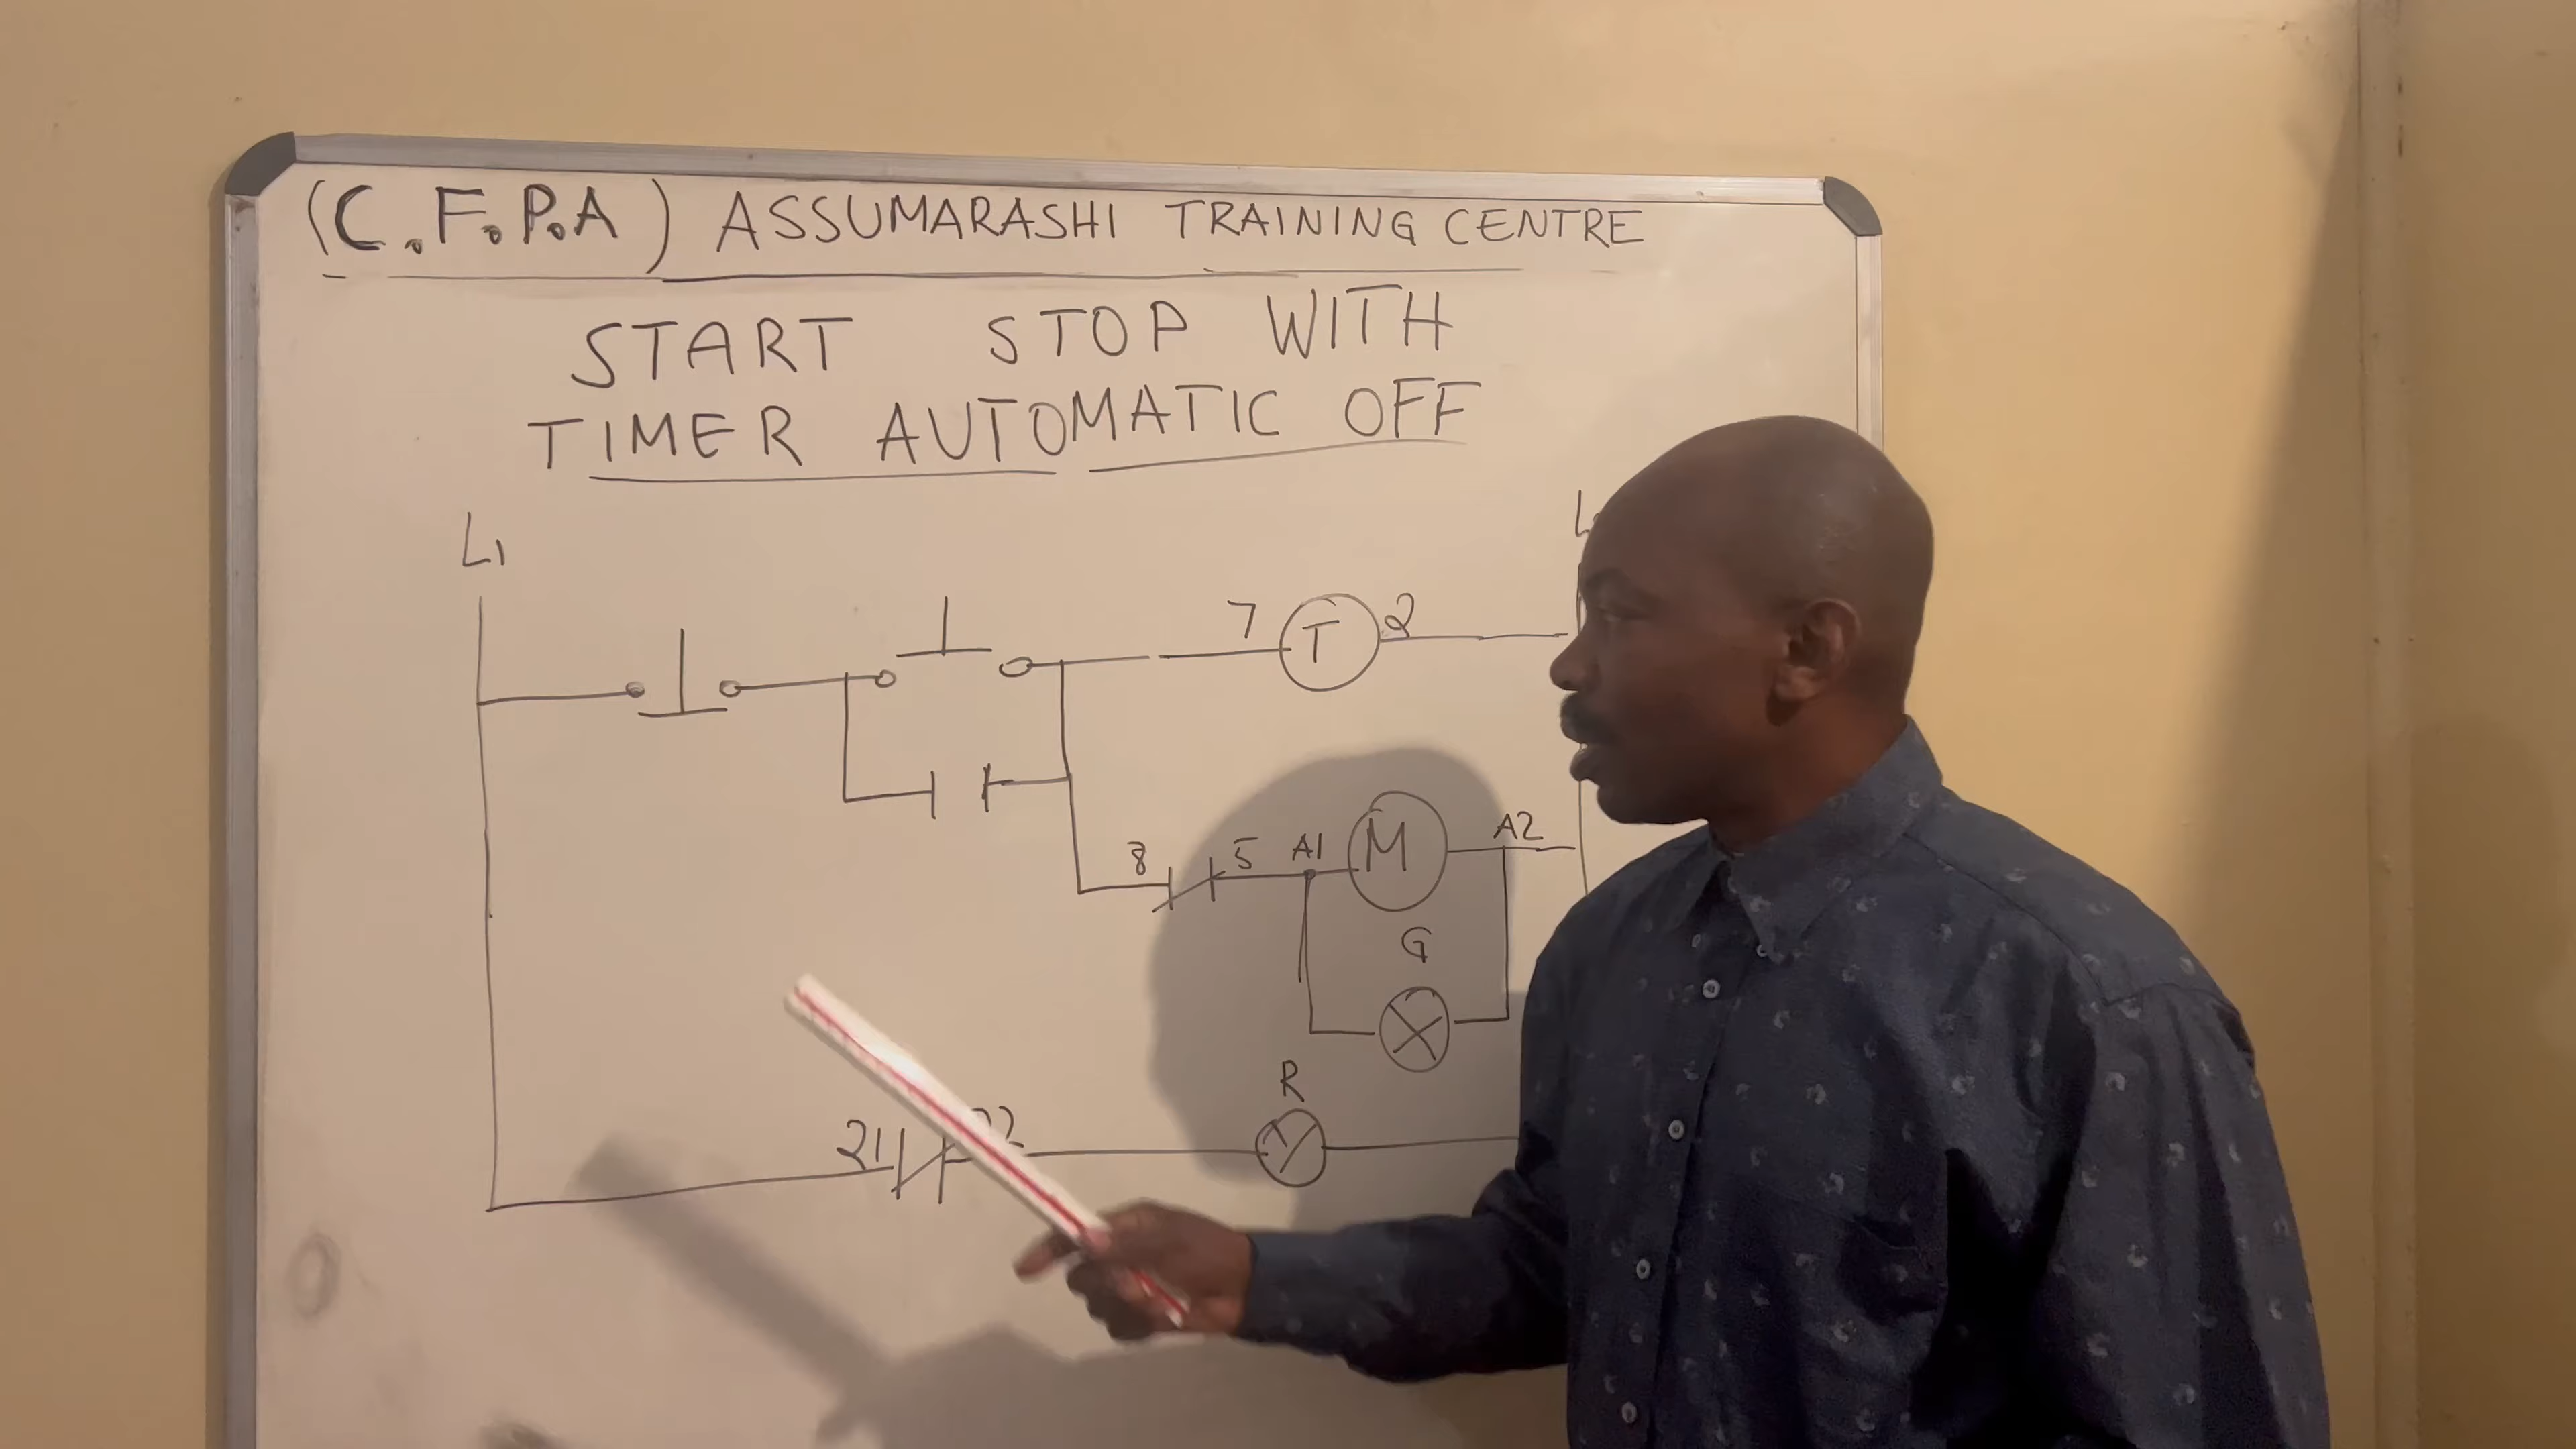 (C.F.P.A) ASSUMARASHI TRAINING CENTRE
START STOP WITH
TIMER AUTOMATIC OFF
L1
7 T 2
8 5 A1 M A2
G
R
21